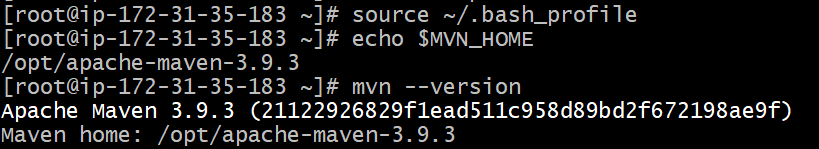 [root@ip-172-31-35-183 ~]# source ~/.bash_profile
[root@ip-172-31-35-183 ~]# echo $MVN_HOME
/opt/apache-maven-3.9.3
[root@ip-172-31-35-183 ~]# mvn --version
Apache Maven 3.9.3 (21122926829f1ead511c958d89bd2f672198ae9f)
Maven home: /opt/apache-maven-3.9.3